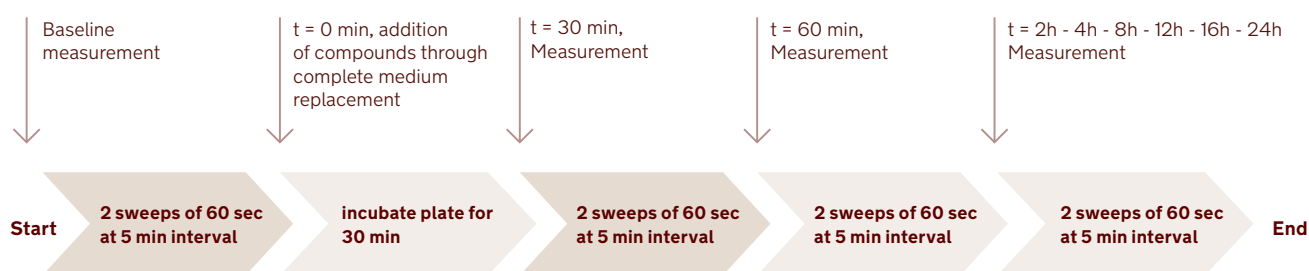 Baseline
measurement
t = 0 min, addition
of compounds through
complete medium
replacement
t = 30 min,
Measurement
t = 60 min,
Measurement
t = 2h - 4h - 8h - 12h - 16h - 24h
Measurement
Start
2 sweeps of 60 sec
at 5 min interval
incubate plate for
30 min
2 sweeps of 60 sec
at 5 min interval
2 sweeps of 60 sec
at 5 min interval
2 sweeps of 60 sec
at 5 min interval
End